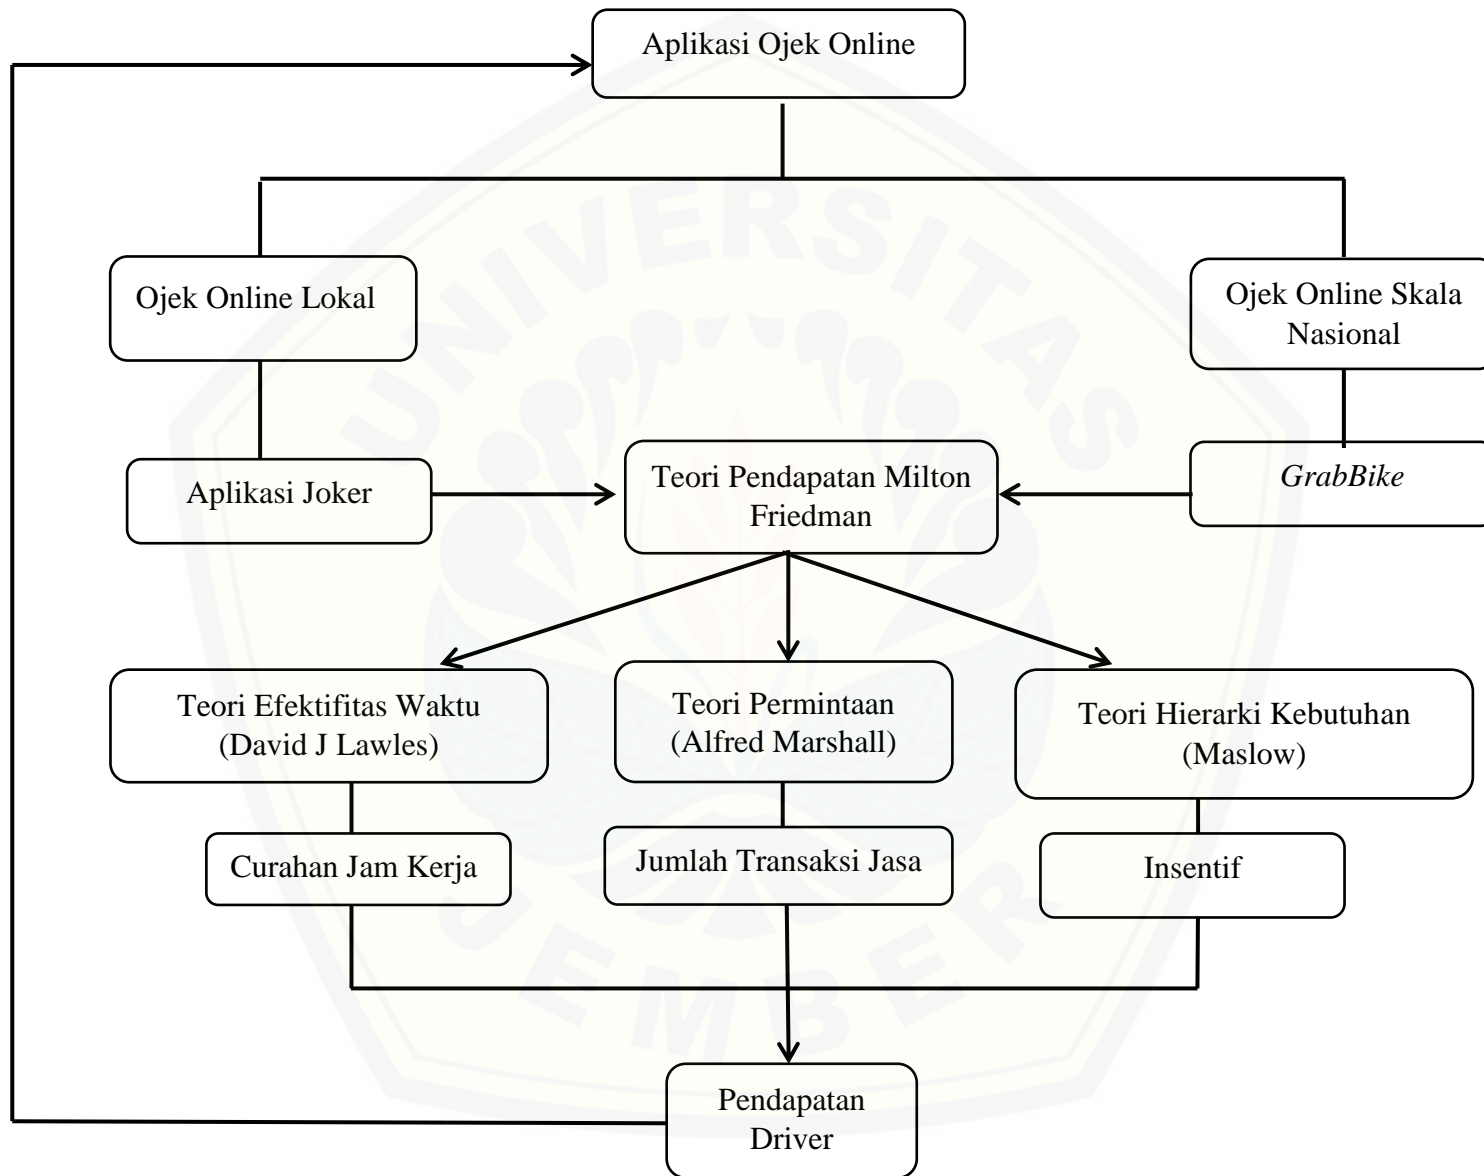 Aplikasi Ojek Online
UNIVERSITAS
Ojek Online Lokal
Ojek Online Skala
Nasional
Aplikasi Joker
Teori Pendapatan Milton
Friedman
GrabBike
Teori Efektifitas Waktu
(David J Lawles)
Teori Permintaan
(Alfred Marshall)
Teori Hierarki Kebutuhan
(Maslow)
Curahan Jam Kerja
Jumlah Transaksi Jasa
Insentif
JEMBER
Pendapatan
Driver